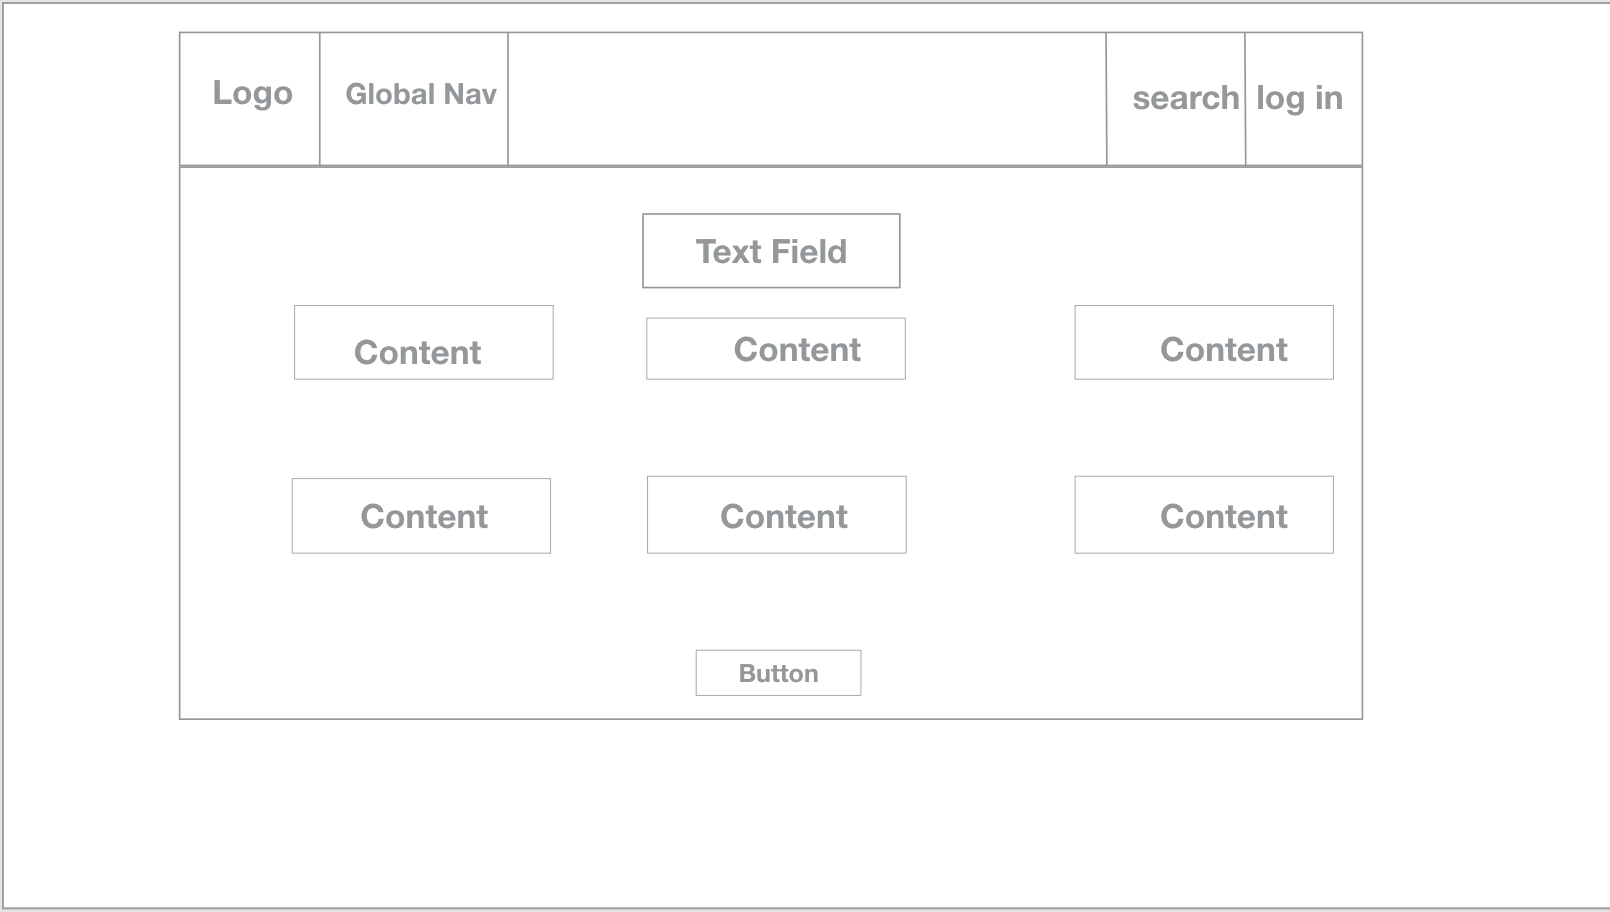 Logo
Global Nav
search
log in
Text Field
Content
Content
Content
Content
Content
Content
Button